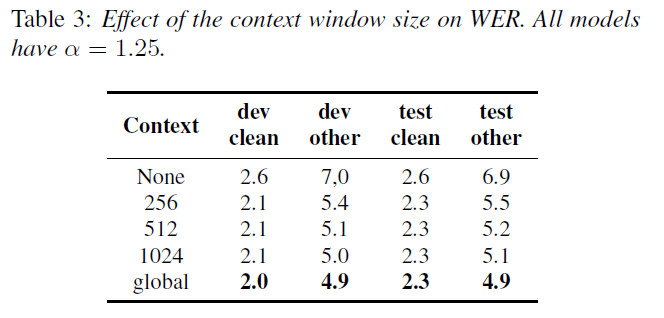 Table 3: Effect of the context window size on WER. All models
have α = 1.25.
Context dev clean dev other test clean test other
None 2.6 7,0 2.6 6.9
256 2.1 5.4 2.3 5.5
512 2.1 5.1 2.3 5.2
1024 2.1 5.0 2.3 5.1
global 2.0 4.9 2.3 4.9